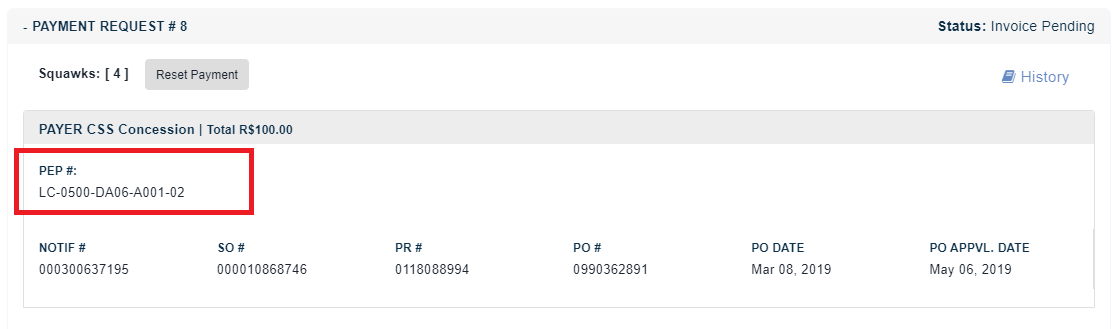 - PAYMENT REQUEST # 8 Status: Invoice Pending
Squawks: [ 4 ] Reset Payment History
PAYER CSS Concession | Total R$100.00
PEP #:
LC-0500-DA06-A001-02
NOTIF # SO # PR # PO # PO DATE PO APPVL. DATE
000300637195 000010868746 0118088994 0990362891 Mar 08, 2019 May 06, 2019